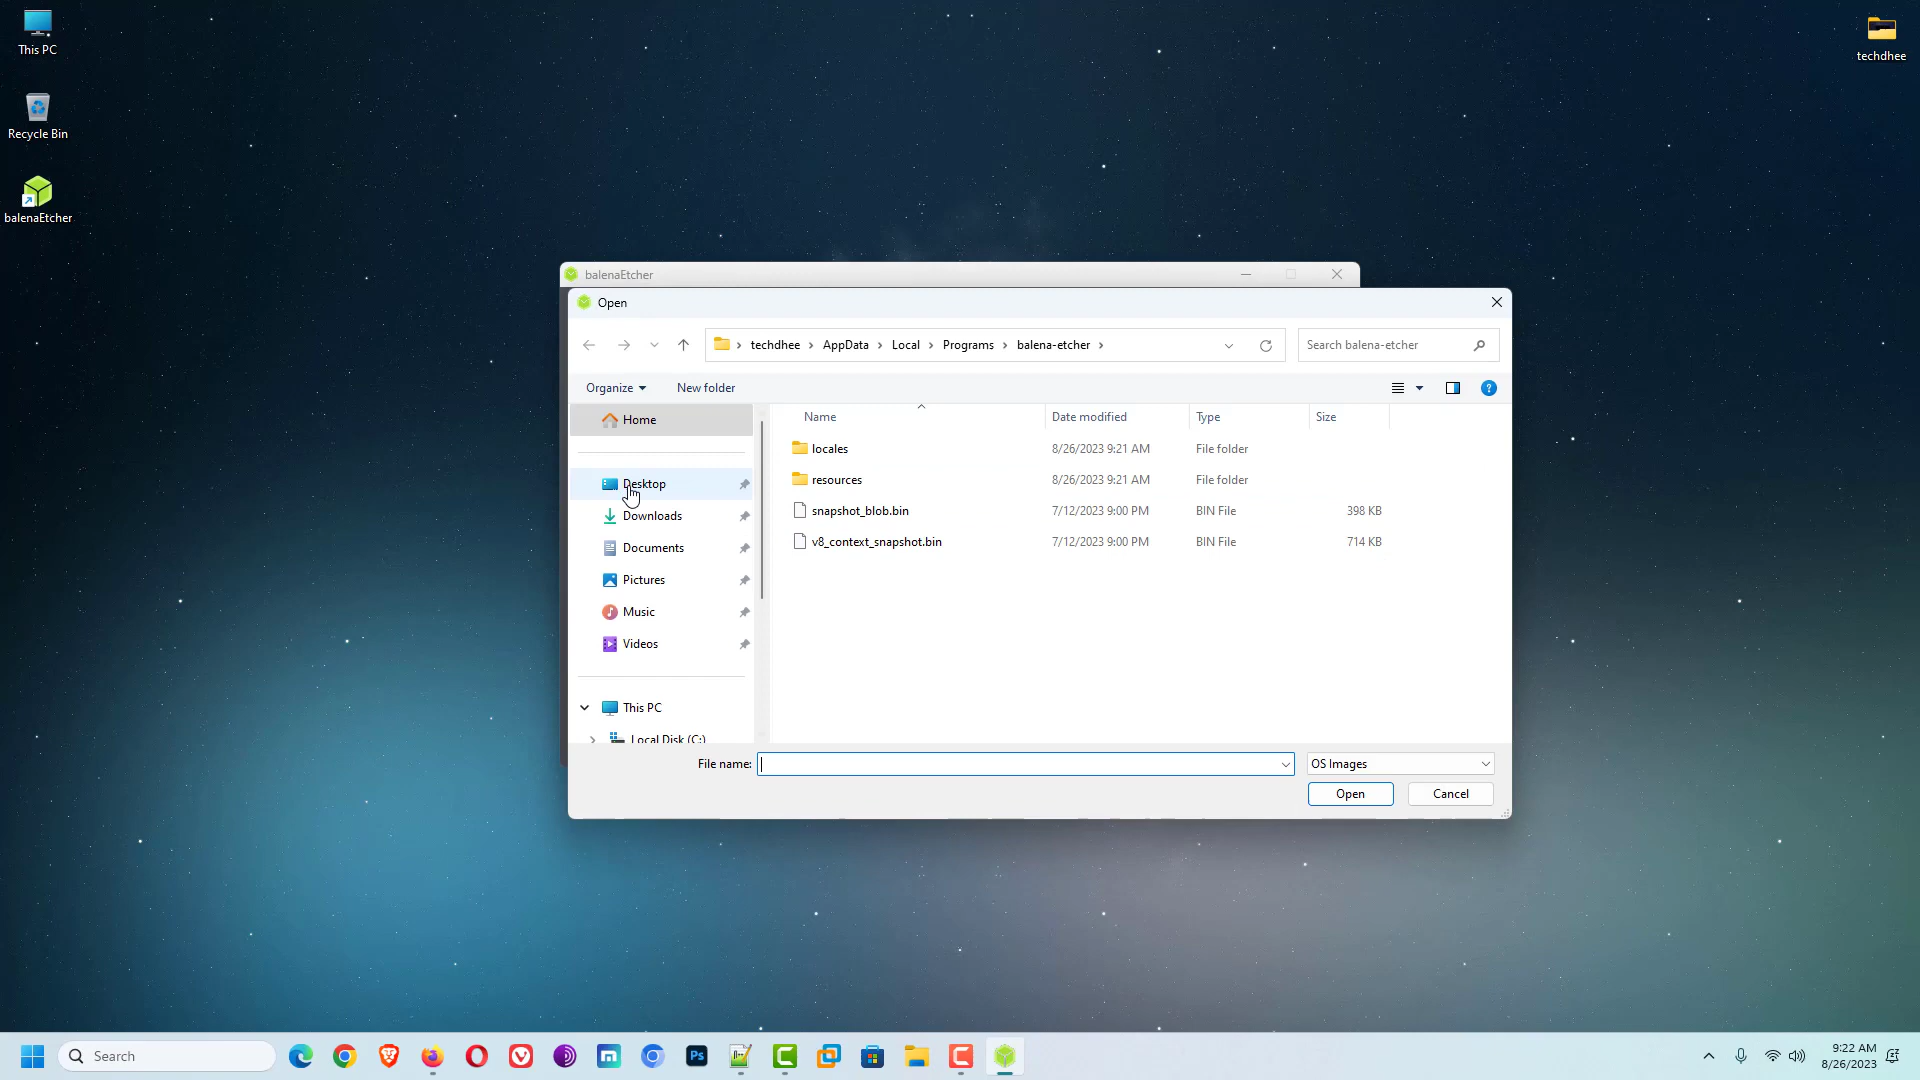 This PC
techdhee
Recycle Bin
balenaEtcher
balenaEtcher
Open
techdhee AppData Local Programs balena-etcher
Search balena-etcher
Organize New folder
Home
Desktop
Downloads
Documents
Pictures
Music
Videos
This PC
Local Disk (C:)
Name Date modified Type Size
locales 8/26/2023 9:21 AM File folder
resources 8/26/2023 9:21 AM File folder
snapshot_blob.bin 7/12/2023 9:00 PM BIN File 398 KB
v8_context_snapshot.bin 7/12/2023 9:00 PM BIN File 714 KB
File name: OS Images
Open Cancel
Search
Ps
9:22 AM
8/26/2023